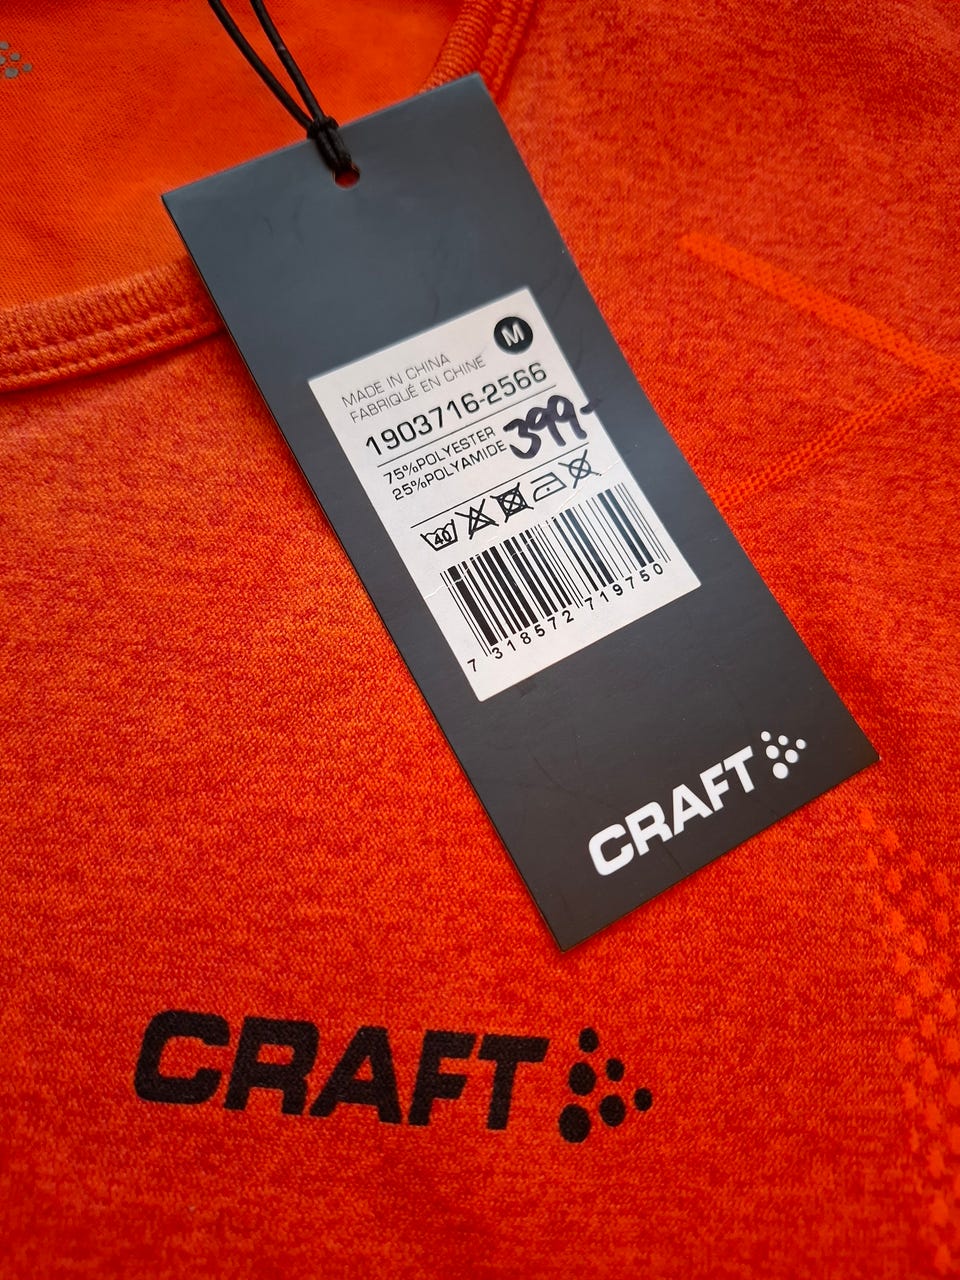 M
MADE IN CHINA
FABRIQUÉ EN CHINE
1903716-2566
75%POLYESTER
25%POLYAMIDE
399-
40
7 318572 719750
CRAFT
CRAFT